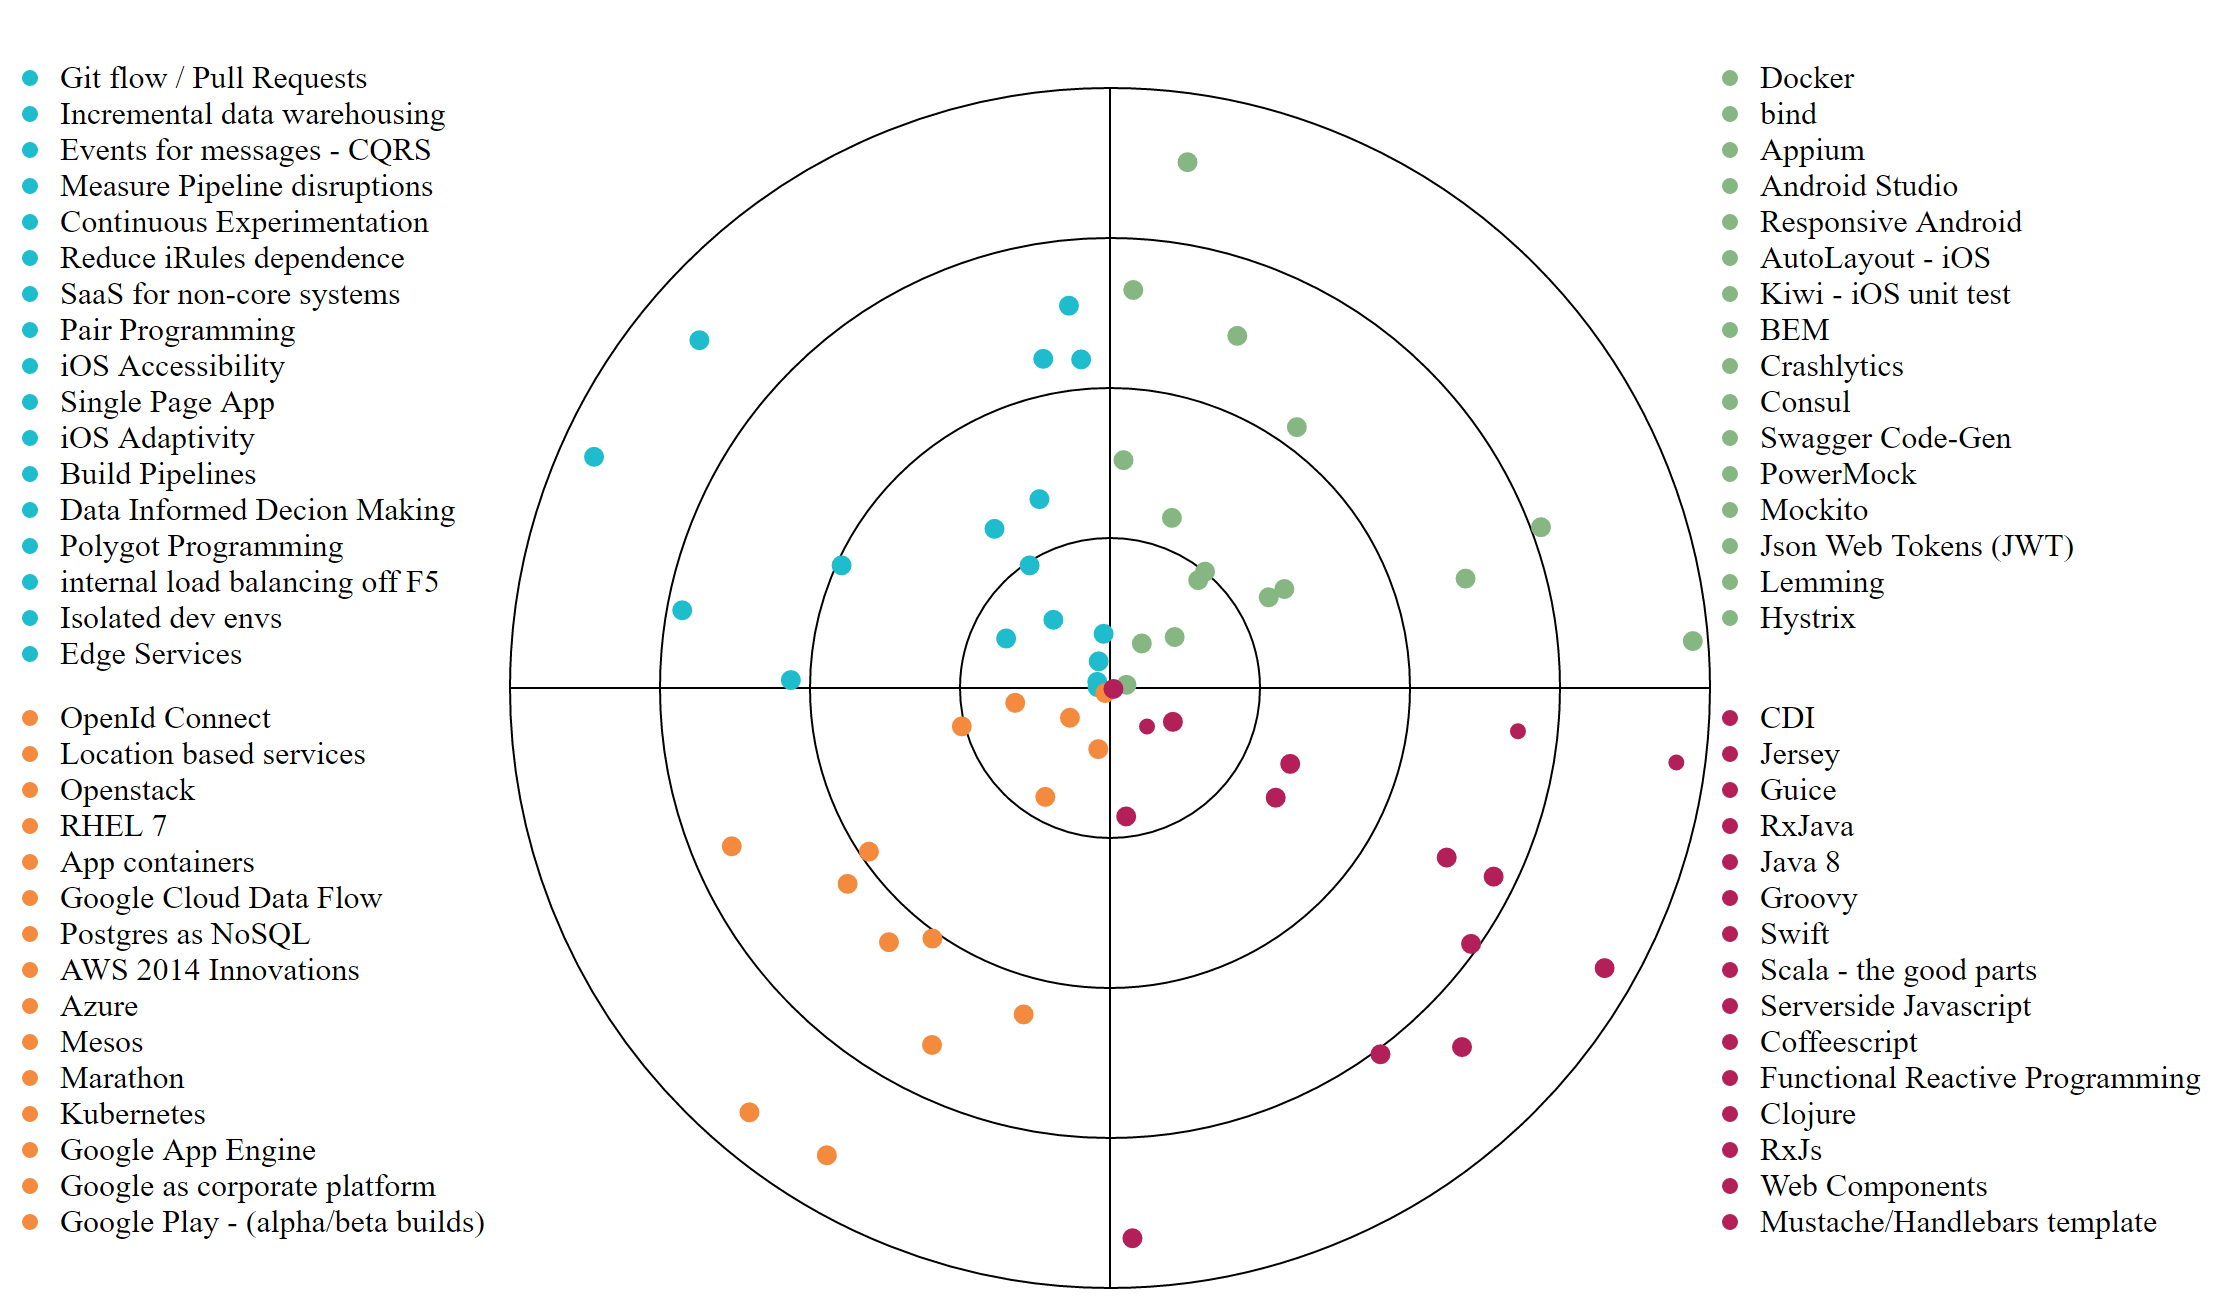 Git flow / Pull Requests
Incremental data warehousing
Events for messages - CQRS
Measure Pipeline disruptions
Continuous Experimentation
Reduce iRules dependence
SaaS for non-core systems
Pair Programming
iOS Accessibility
Single Page App
iOS Adaptivity
Build Pipelines
Data Informed Decion Making
Polygot Programming
internal load balancing off F5
Isolated dev envs
Edge Services
OpenId Connect
Location based services
Openstack
RHEL 7
App containers
Google Cloud Data Flow
Postgres as NoSQL
AWS 2014 Innovations
Azure
Mesos
Marathon
Kubernetes
Google App Engine
Google as corporate platform
Google Play - (alpha/beta builds)
Docker
bind
Appium
Android Studio
Responsive Android
AutoLayout - iOS
Kiwi - iOS unit test
BEM
Crashlytics
Consul
Swagger Code-Gen
PowerMock
Mockito
Json Web Tokens (JWT)
Lemming
Hystrix
CDI
Jersey
Guice
RxJava
Java 8
Groovy
Swift
Scala - the good parts
Serverside Javascript
Coffeescript
Functional Reactive Programming
Clojure
RxJs
Web Components
Mustache/Handlebars template